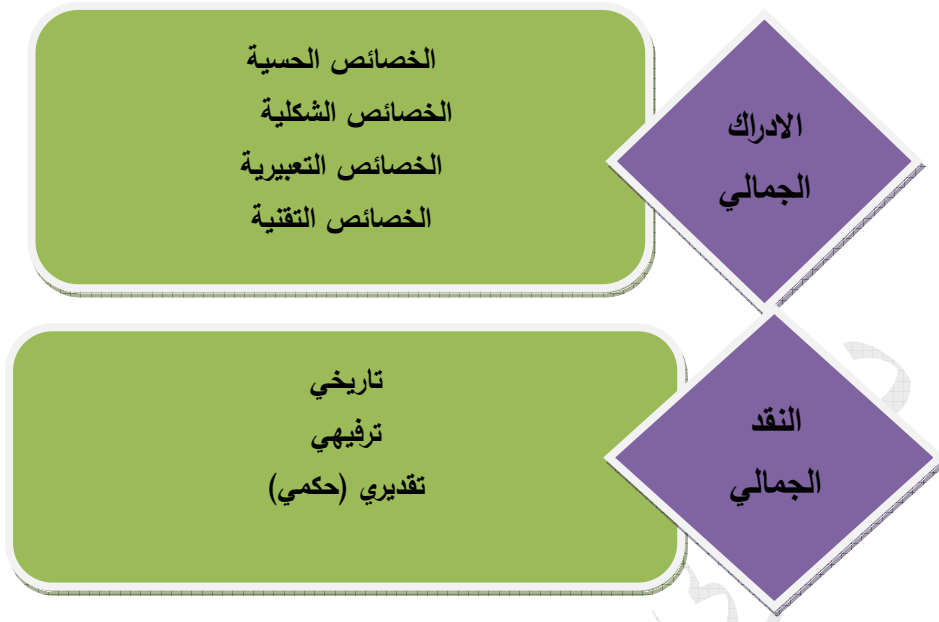 الادراك
الجمالي
الخصائص الحسية
الخصائص الشكلية
الخصائص التعبيرية
الخصائص التقنية
النقد
الجمالي
تاريخي
ترفيهي
تقديري (حكمي)